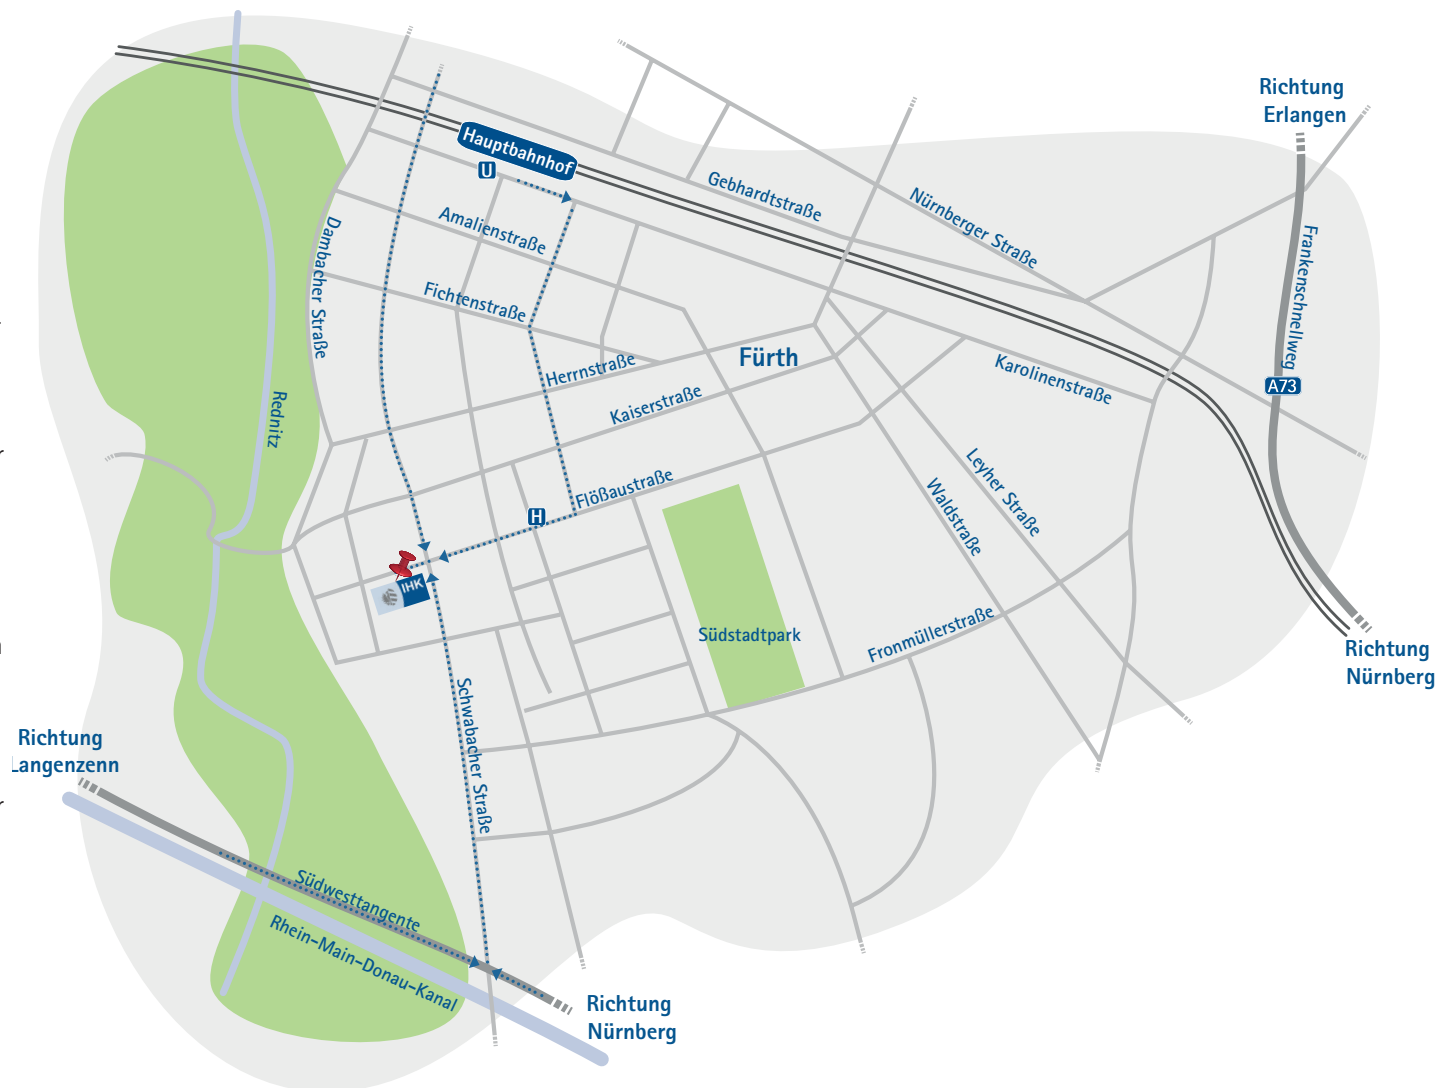 Richtung
Erlangen
Hauptbahnhof
U
Gebhardtstraße
Nürnberger Straße
Amalienstraße
Dambacher Straße
Frankenschnellweg
Fichtenstraße
Fürth
Herrnstraße
Karolinenstraße
A73
Kaiserstraße
Rednitz
r
Flößaustraße
Leyher Straße
Waldstraße
H
IHK
Südstadtpark
Fronmüllerstraße
Richtung
Nürnberg
Schwabacher Straße
Richtung
Langenzenn
r
Südwesttangente
Rhein-Main-Donau-Kanal
Richtung
Nürnberg